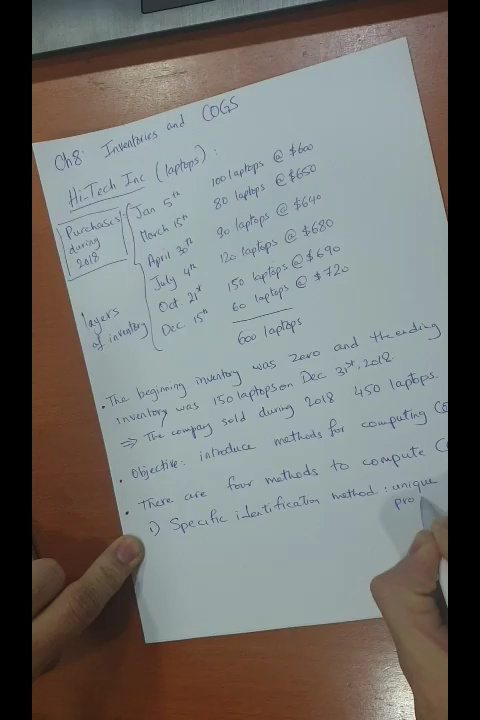 Ch8: Inventories and COGS
Hi-Tech Inc (laptops):
Purchases during 2018
layers of inventory
Jan 5th 100 laptops @ $600
March 15th 80 laptops @ $650
April 30th 90 laptops @ $640
July 4th 120 laptops @ $680
Oct. 21st 150 laptops @ $690
Dec. 15th 60 laptops @ $720
600 laptops
• The beginning inventory was zero and the ending
inventory was 150 laptops on Dec 31st, 2018.
⇒ The company sold during 2018 450 laptops.
• Objective: introduce methods for computing CO
• There are four methods to compute C
i) Specific identification method: unique
pro